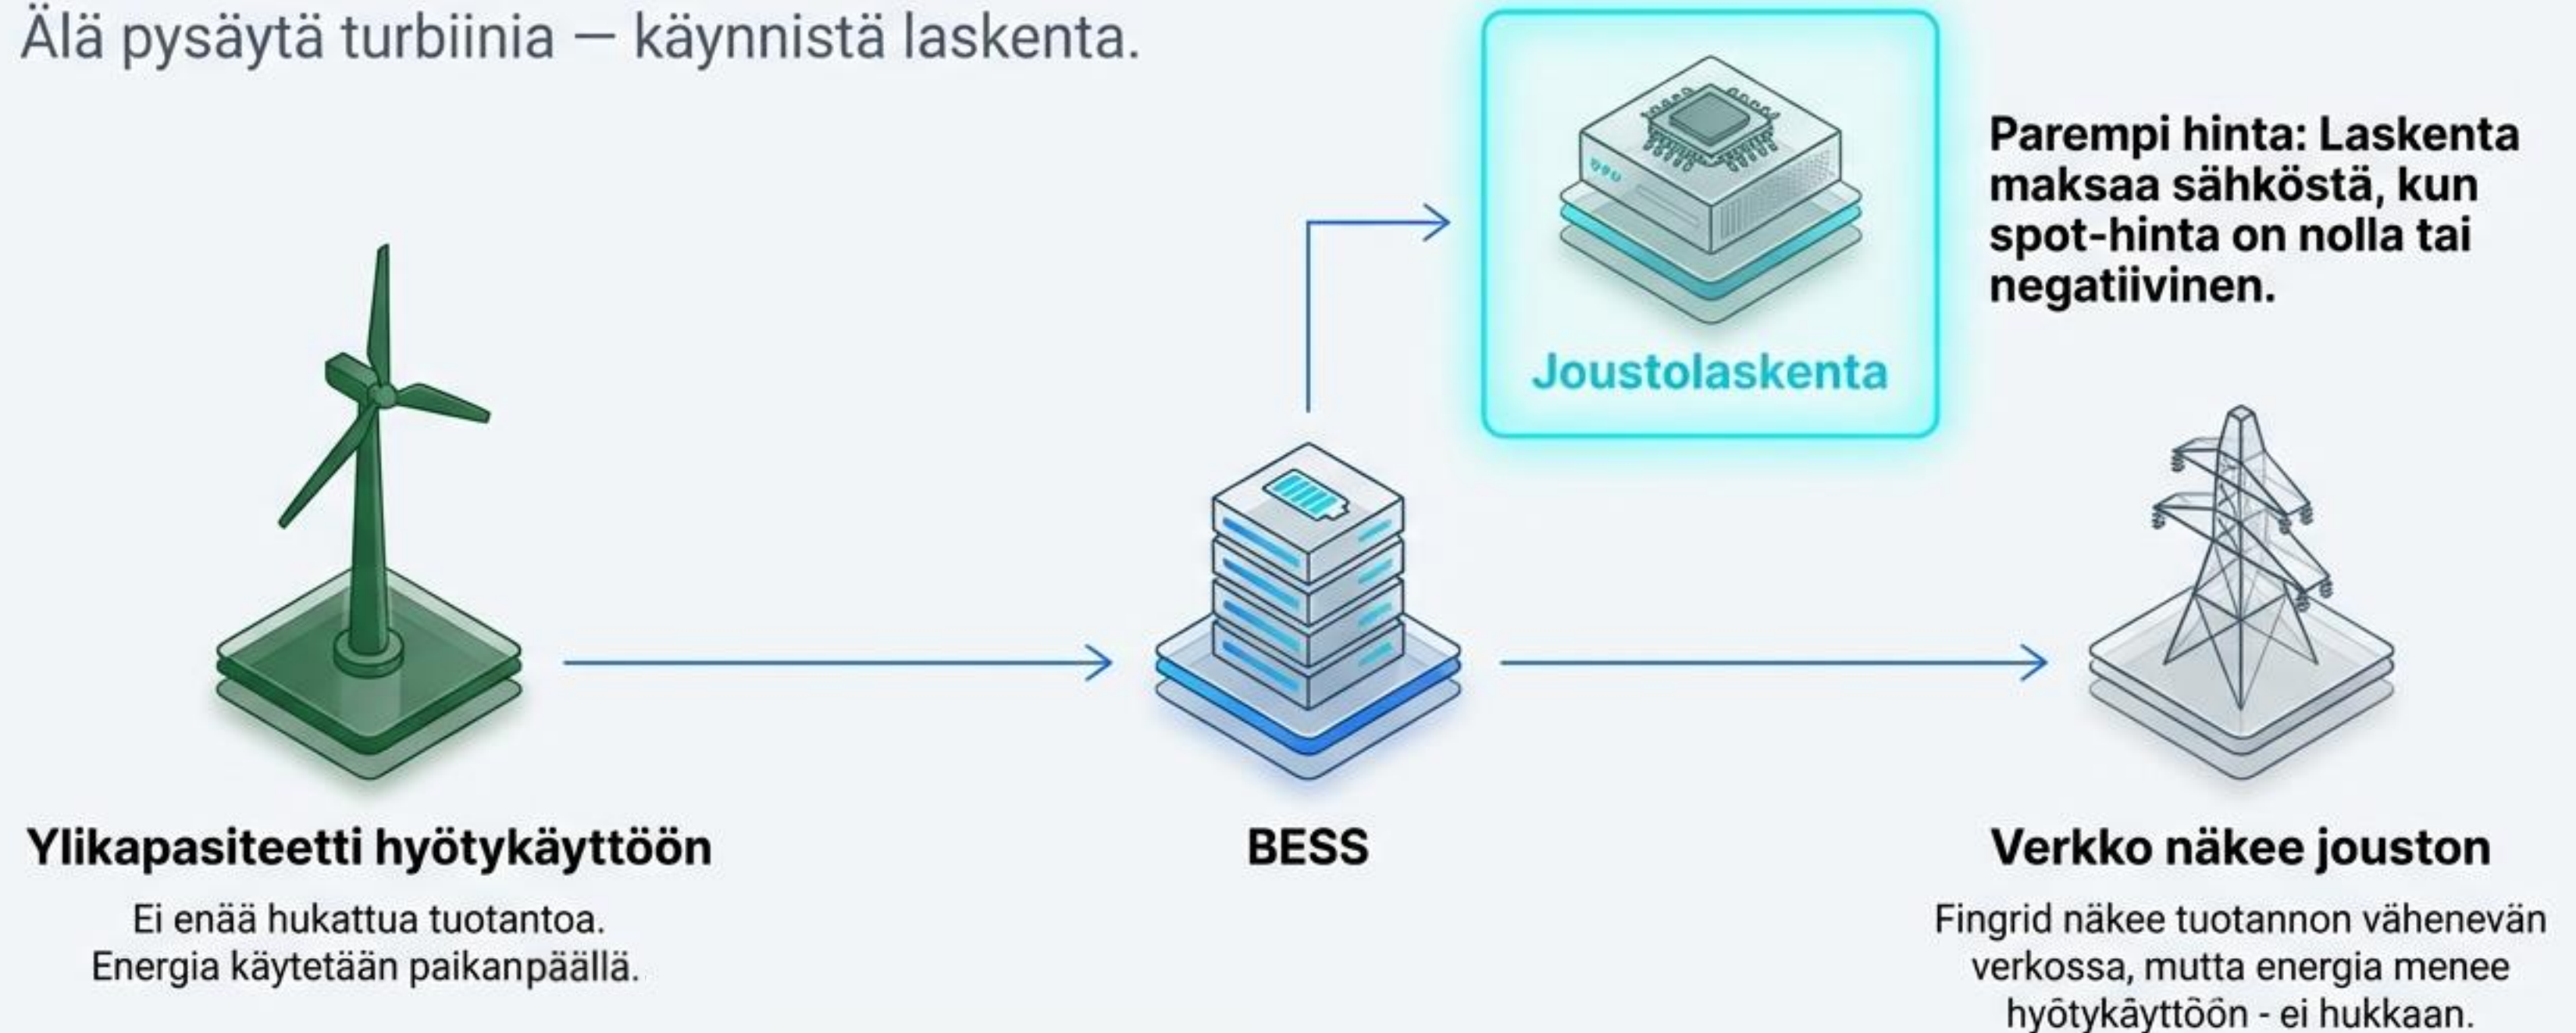 Älä pysäytä turbiinia — käynnistä laskenta.
Parempi hinta: Laskenta
maksaa sähköstä, kun
spot-hinta on nolla tai
negatiivinen.
Joustolaskenta
Ylikapasiteetti hyötykäyttöön
Ei enää hukattua tuotantoa.
Energia käytetään paikanpäällä.
BESS
Verkko näkee jouston
Fingrid näkee tuotannon vähenevän
verkossa, mutta energia menee
hyötykäyttöön - ei hukkaan.